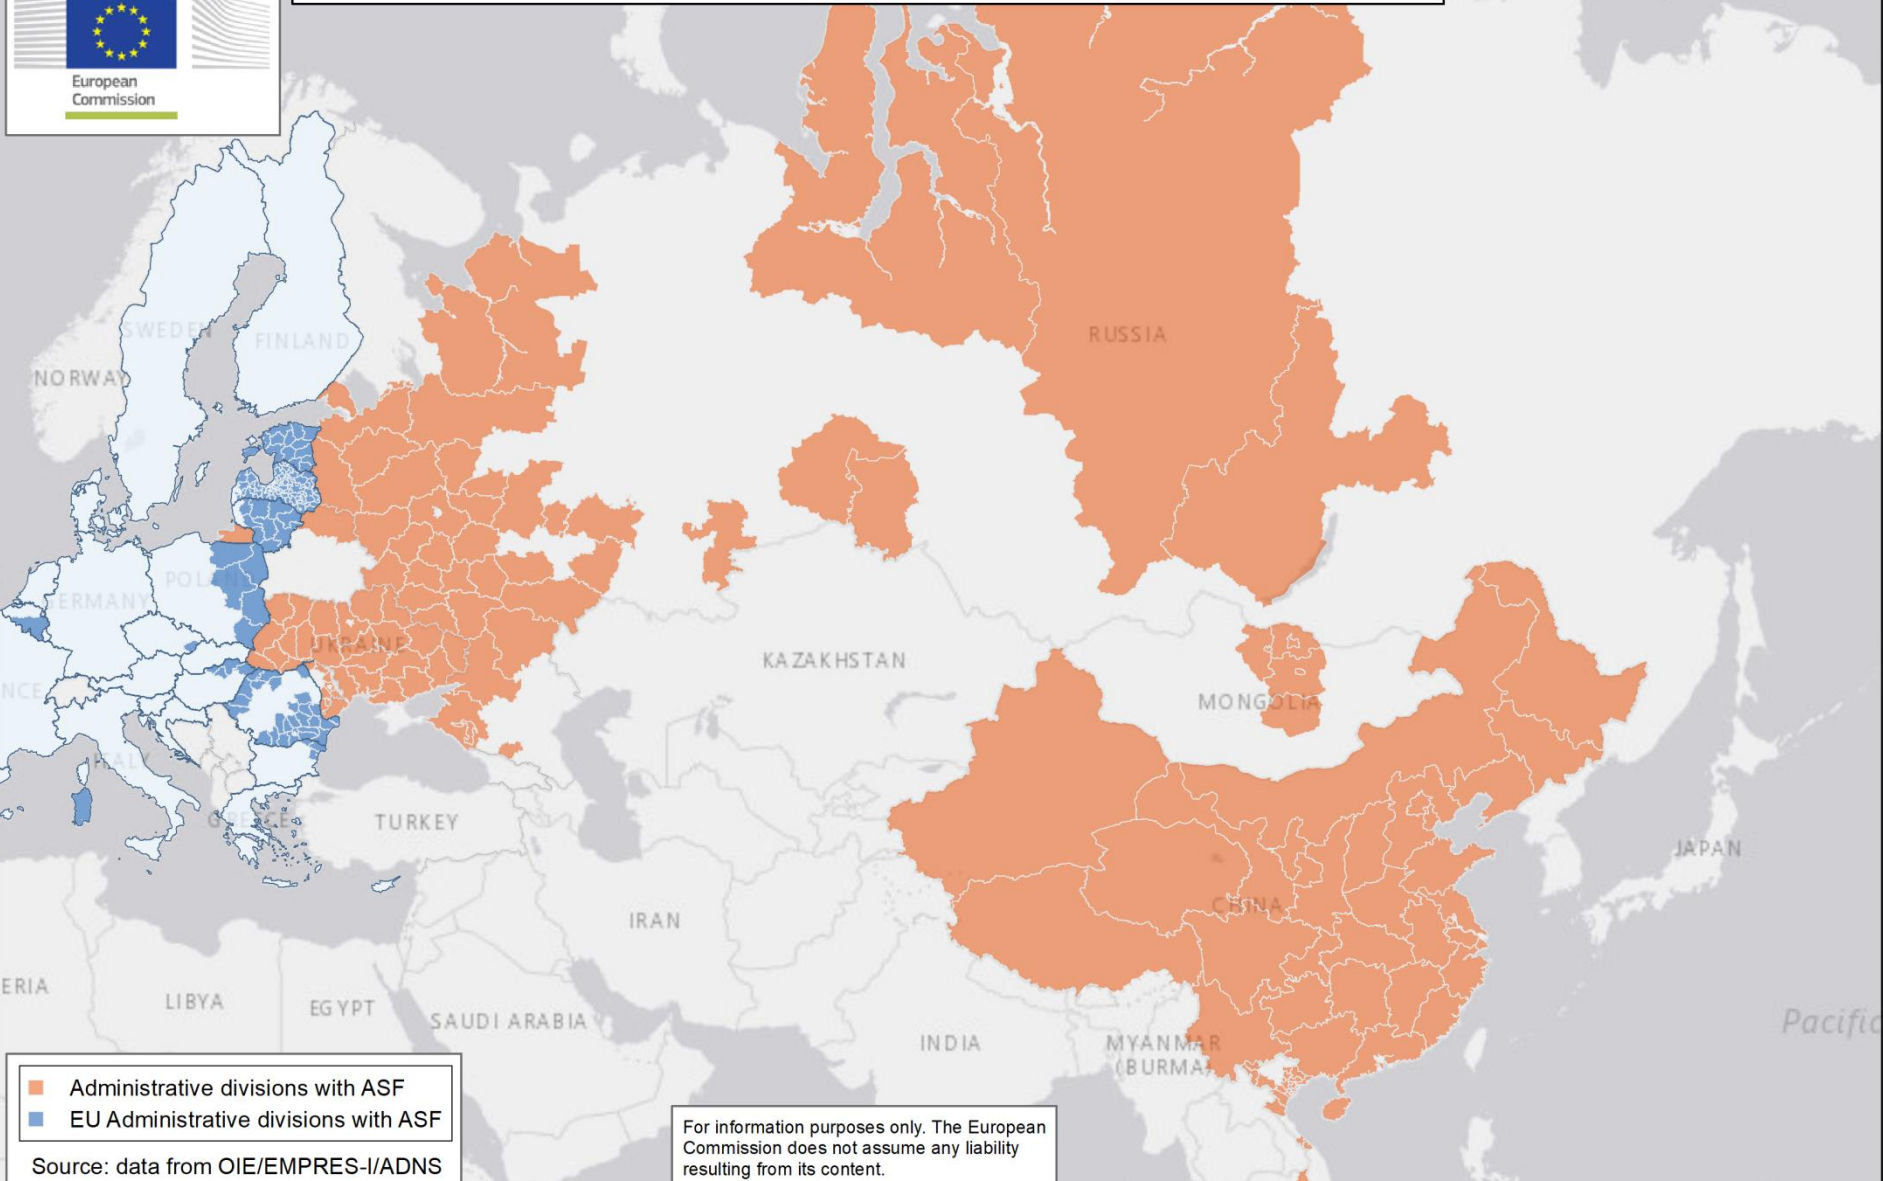 European
Commission
SWEDEN
FINLAND
NORWAY
RUSSIA
POLAND
GERMANY
UKRAINE
KAZAKHSTAN
MONGOLIA
NCE
ITALY
GREECE
TURKEY
JAPAN
CHINA
IRAN
ERIA
LIBYA
EGYPT
SAUDI ARABIA
INDIA
MYANMAR
(BURMA)
Pacific
Administrative divisions with ASF
EU Administrative divisions with ASF
Source: data from OIE/EMPRES-I/ADNS
For information purposes only. The European
Commission does not assume any liability
resulting from its content.